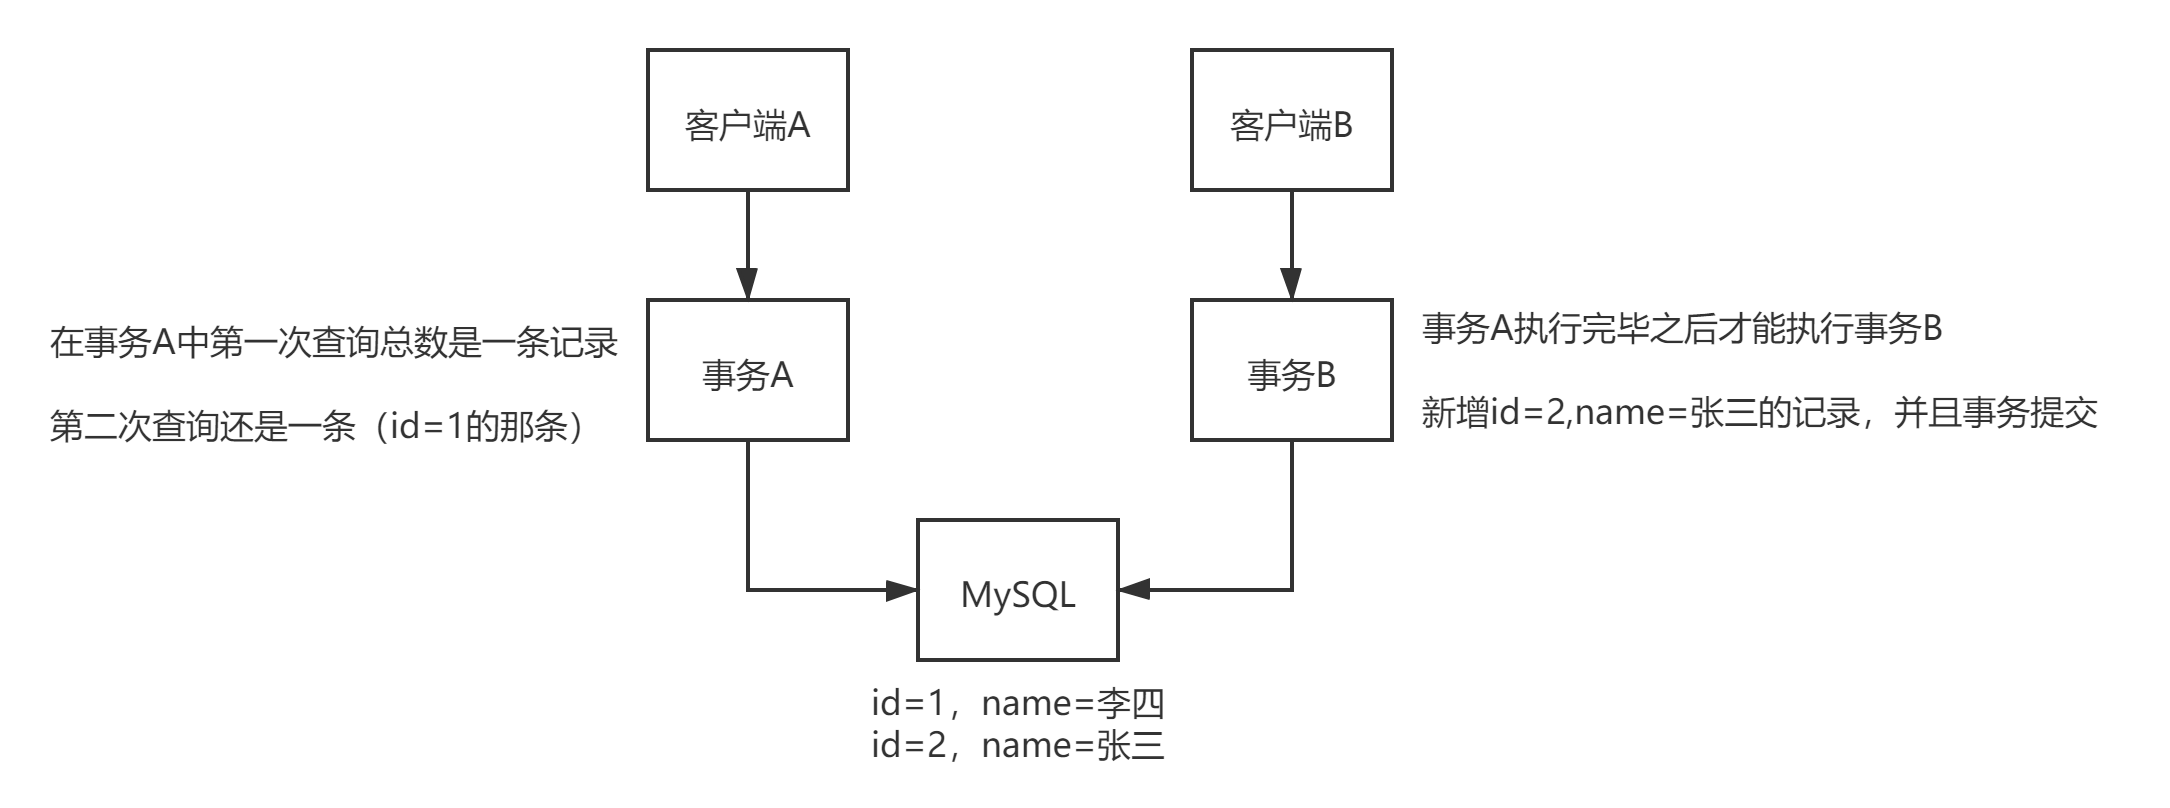 客户端A
客户端B
在事务A中第一次查询总数是一条记录
第二次查询还是一条（id=1的那条）
事务A
事务B
事务A执行完毕之后才能执行事务B
新增id=2,name=张三的记录，并且事务提交
MySQL
id=1，name=李四
id=2，name=张三